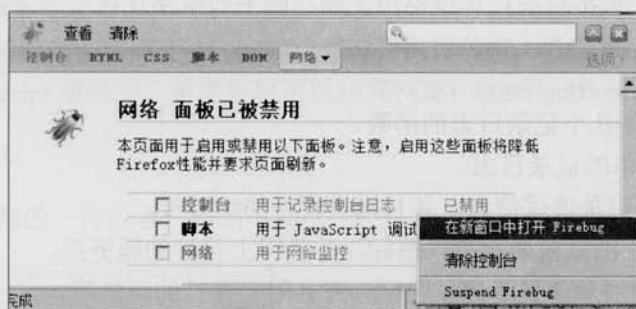 查看 清除
控制台 HTML CSS 脚本 DOM 网络 选项
网络 面板已被禁用
本页面用于启用或禁用以下面板。注意，启用这些面板将降低
Firefox性能并要求页面刷新。
控制台 用于记录控制台日志 已禁用
脚本 用于 JavaScript 调试
网络 用于网络监控
在新窗口中打开 Firebug
清除控制台
Suspend Firebug
完成